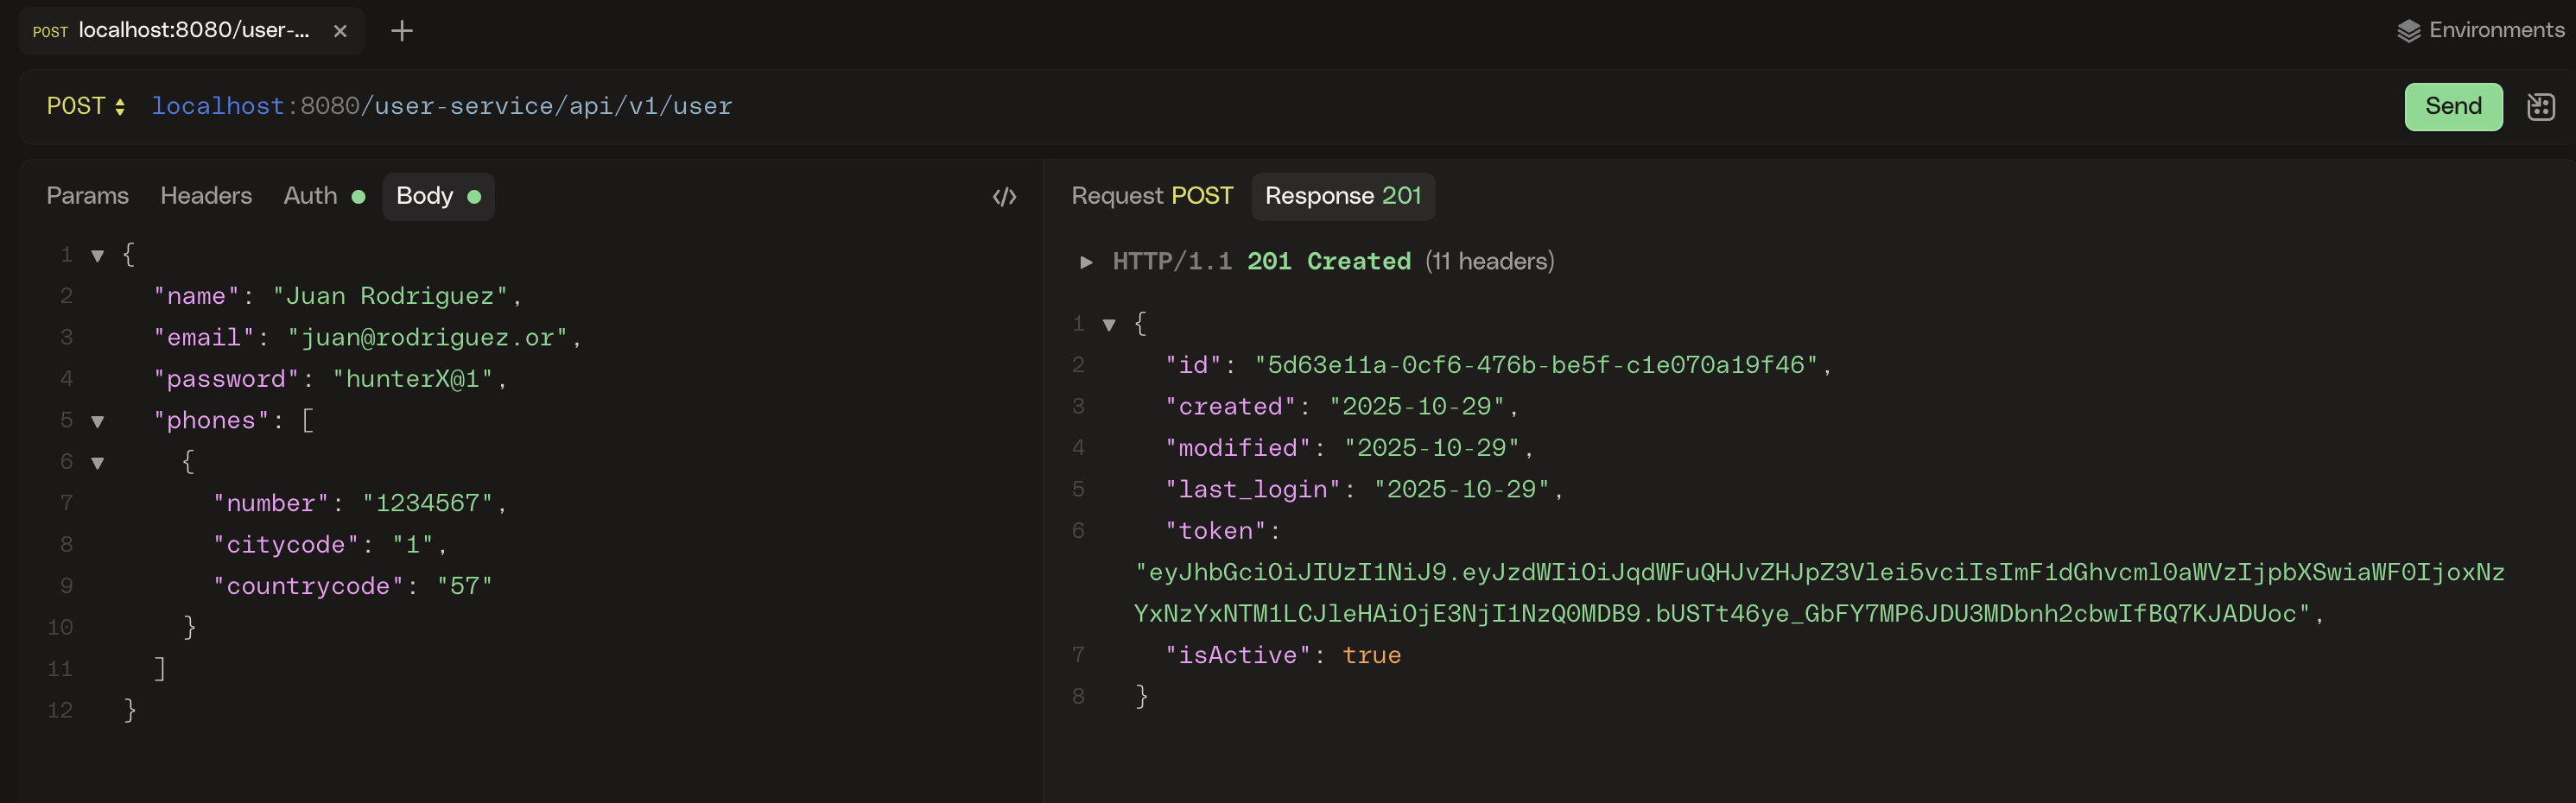 POST localhost:8080/user-...
Environments
POST localhost:8080/user-service/api/v1/user
Send
Params Headers Auth Body
1 {
2 "name": "Juan Rodriguez",
3 "email": "juan@rodriguez.or",
4 "password": "hunterX@1",
5 "phones": [
6 {
7 "number": "1234567",
8 "citycode": "1",
9 "countrycode": "57"
10 }
11 ]
12 }
Request POST Response 201
HTTP/1.1 201 Created (11 headers)
1 {
2 "id": "5d63e11a-0cf6-476b-be5f-c1e070a19f46",
3 "created": "2025-10-29",
4 "modified": "2025-10-29",
5 "last_login": "2025-10-29",
6 "token":
"eyJhbGciOiJIUzI1NiJ9.eyJzdWIiOiJqdWFuQHJvZHJpZ3Vlei5vciIsImF1dGhvcml0aWVzIjpbXSwiaWF0IjoxNz
YxNzYxNTM1LCJleHAiOjE3NjI1NzQ0MDB9.bUSTt46ye_GbFY7MP6JDU3MDbnh2cbwIfBQ7KJADUoc",
7 "isActive": true
8 }